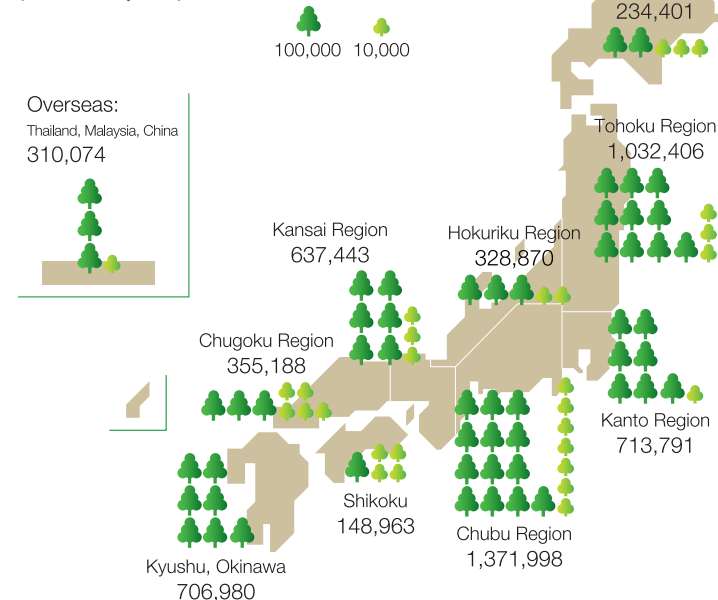 234,401
100,000
10,000
Overseas:
Thailand, Malaysia, China
310,074
Tohoku Region
1,032,406
Kansai Region
637,443
Hokuriku Region
328,870
Chugoku Region
355,188
Kanto Region
713,791
Shikoku
148,963
Chubu Region
1,371,998
Kyushu, Okinawa
706,980